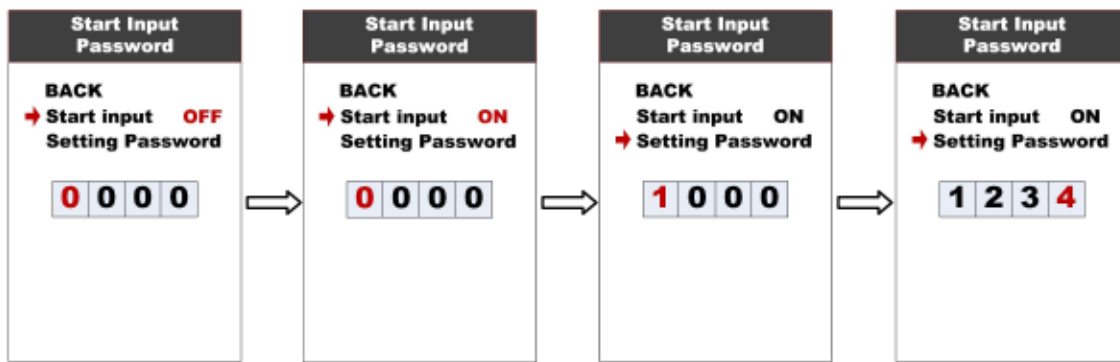 Start Input
Password
BACK
Start input OFF
Setting Password
0 0 0 0
Start Input
Password
BACK
Start input ON
Setting Password
0 0 0 0
Start Input
Password
BACK
Start input ON
Setting Password
1 0 0 0
Start Input
Password
BACK
Start input ON
Setting Password
1 2 3 4